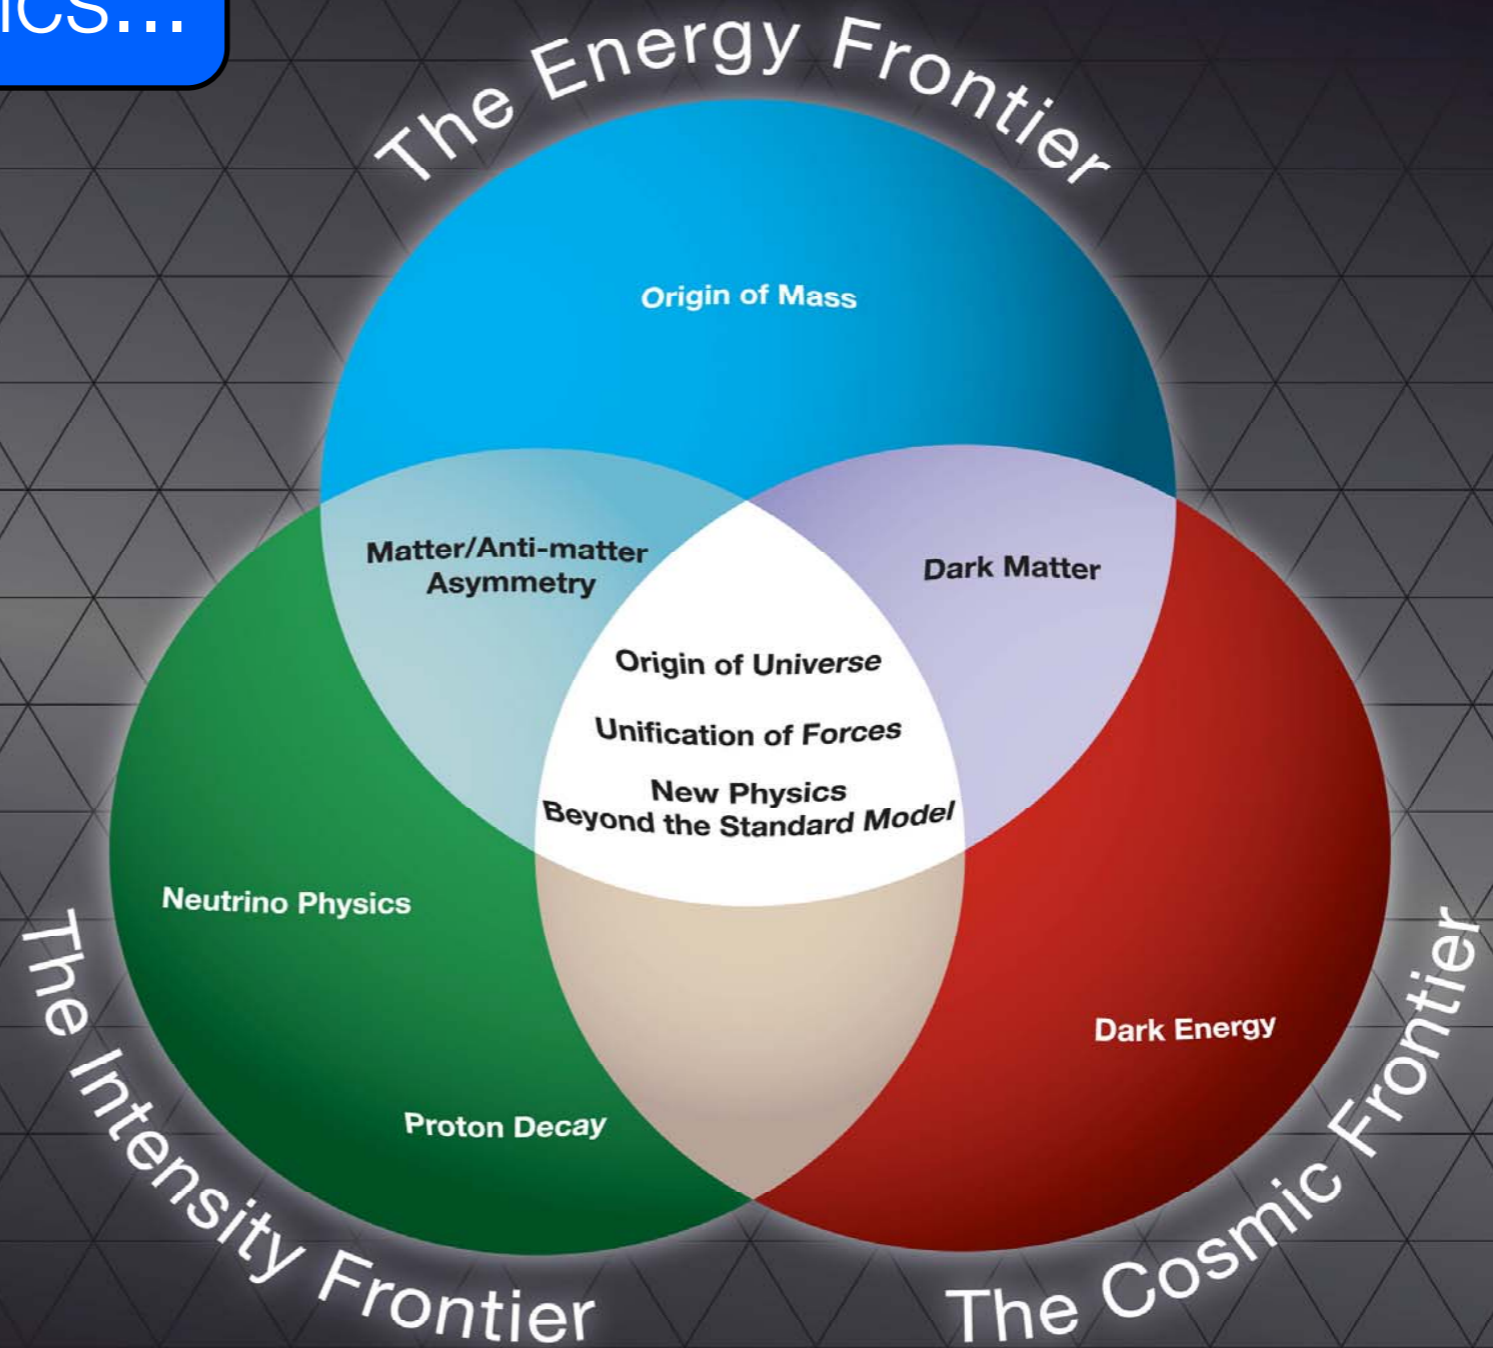 The Energy Frontier
Origin of Mass
Matter/Anti-matter
Asymmetry
Dark Matter
Origin of Universe
Unification of Forces
New Physics
Beyond the Standard Model
Neutrino Physics
Dark Energy
Proton Decay
The Intensity Frontier
The Cosmic Frontier